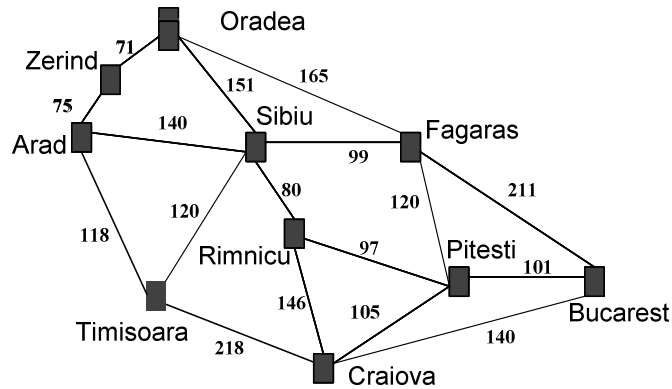 Oradea
71
Zerind
151
165
75
Sibiu
140
Fagaras
Arad
99
80
120
120
211
118
Rimnicu
97
Pitesti
101
146
105
Bucarest
Timisoara
140
218
Craiova